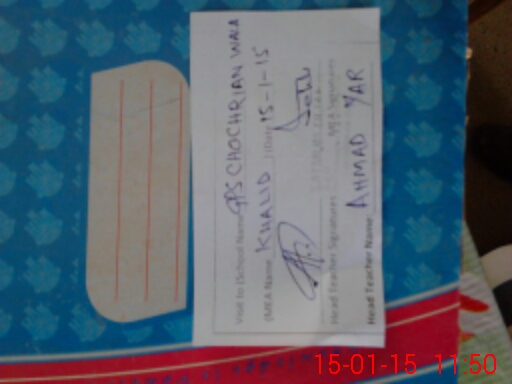 Visit to (School Name) GPS CHOCHRIAN WALA
(MEA Name KHALID ) Date 15-1-15
Head Teacher Signatures
Head Teacher Name: AHMAD YAR
15-01-15 11:50